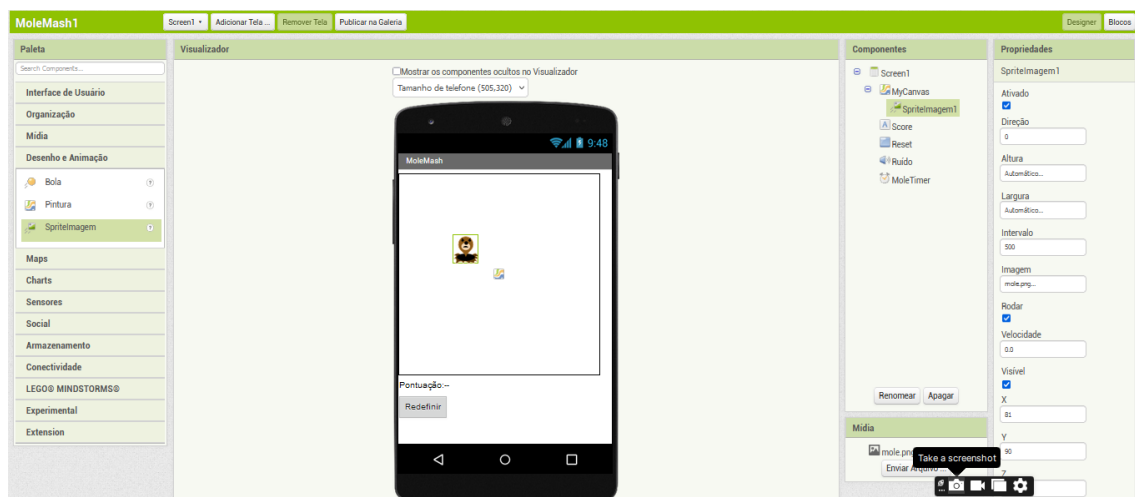 MoleMash1
Screen1 Adicionar Tela ... Remover Tela Publicar na Galeria
Designer Blocos
Paleta
Search Components...
Interface de Usuário
Organização
Mídia
Desenho e Animação
Bola
Pintura
SpriteImagem
Maps
Charts
Sensores
Social
Armazenamento
Conectividade
LEGO® MINDSTORMS®
Experimental
Extension
Visualizador
Mostrar os componentes ocultos no Visualizador
Tamanho de telefone (505,320)
9:48
MoleMash
Pontuação:--
Redefinir
Componentes
Screen1
MyCanvas
SpriteImagem1
Score
Reset
Ruído
MoleTimer
Renomear Apagar
Mídia
mole.png
Enviar Arquivo ...
Take a screenshot
Propriedades
SpriteImagem1
Ativado
Direção
0
Altura
Automático...
Largura
Automático...
Intervalo
500
Imagem
mole.png...
Rodar
Velocidade
0.0
Visível
X
81
Y
90
Z